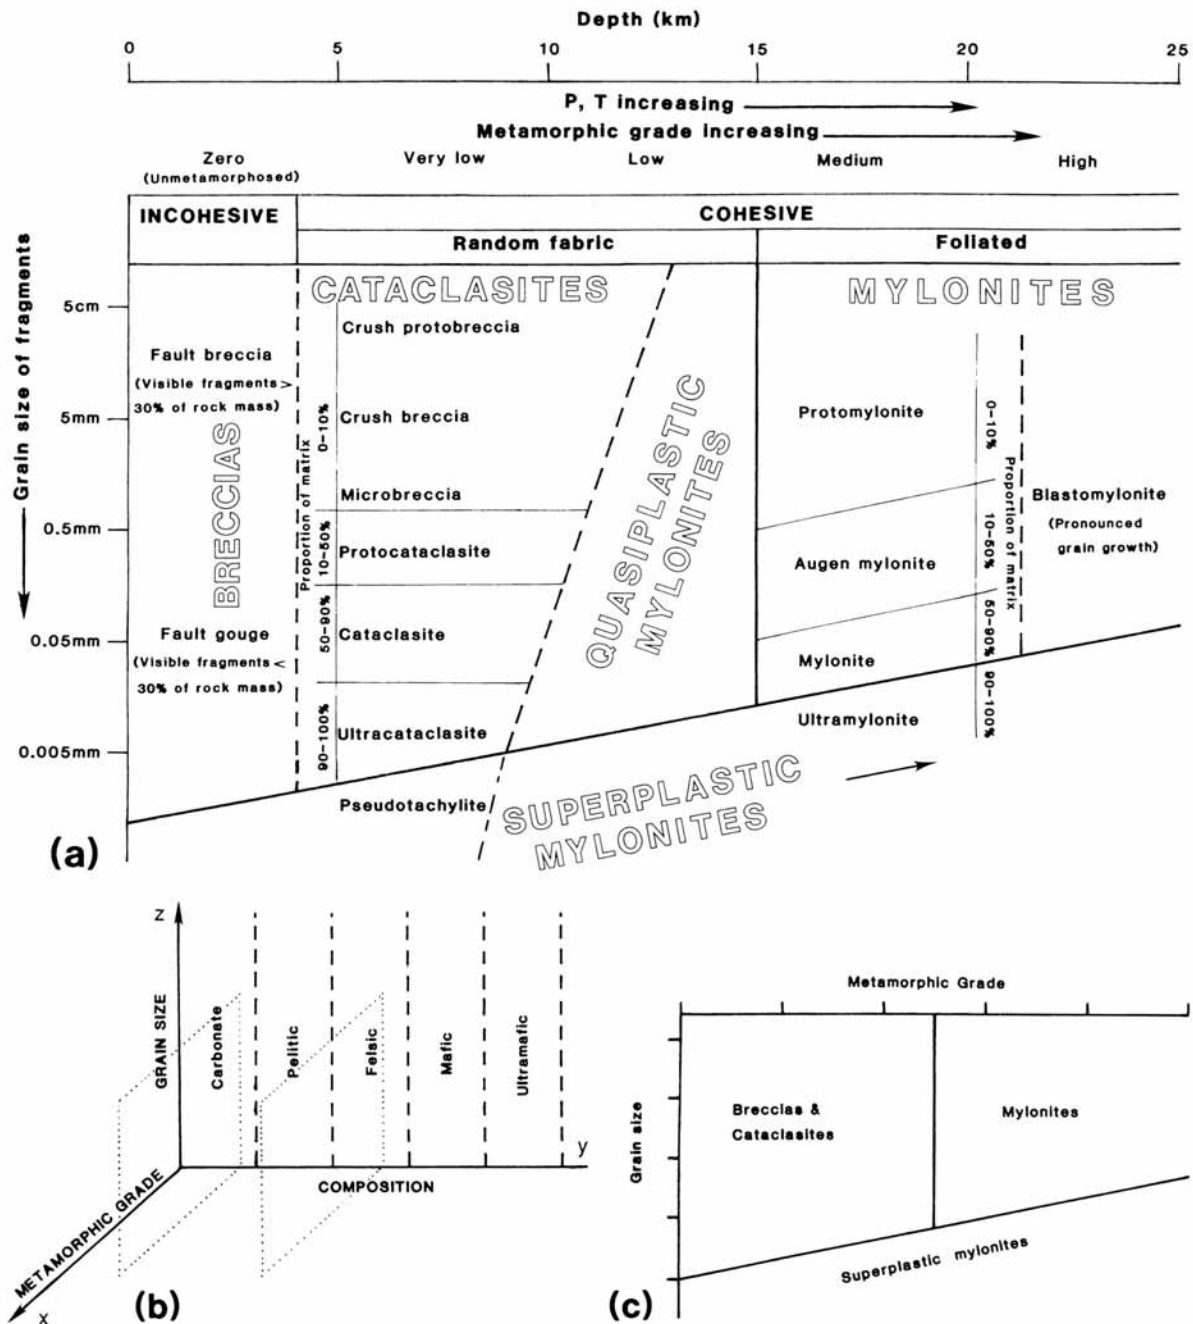 Depth (km)
0 5 10 15 20 25
P, T increasing
Metamorphic grade increasing
Zero Very low Low Medium High
(Unmetamorphosed)
INCOHESIVE COHESIVE
Random fabric Foliated
Grain size of fragments
5cm
5mm
0.5mm
0.05mm
0.005mm
Fault breccia
(Visible fragments >
30% of rock mass)
BRECCIAS
Fault gouge
(Visible fragments <
30% of rock mass)
CATACLASITES
Proportion of matrix
0–10%
10–50%
50–90%
90–100%
Crush protobreccia
Crush breccia
Microbreccia
Protocataclasite
Cataclasite
Ultracataclasite
Pseudotachylite
QUASIPLASTIC
MYLONITES
MYLONITES
Protomylonite
Augen mylonite
Mylonite
Ultramylonite
0–10%
10–50%
50–90%
90–100%
Proportion of matrix
Blastomylonite
(Pronounced
grain growth)
SUPERPLASTIC
MYLONITES
(a)
Z
GRAIN SIZE
Carbonate
Pelitic
Felsic
Mafic
Ultramafic
y
COMPOSITION
METAMORPHIC GRADE
X
(b)
Metamorphic Grade
Grain size
Breccias &
Cataclasites
Mylonites
Superplastic mylonites
(c)